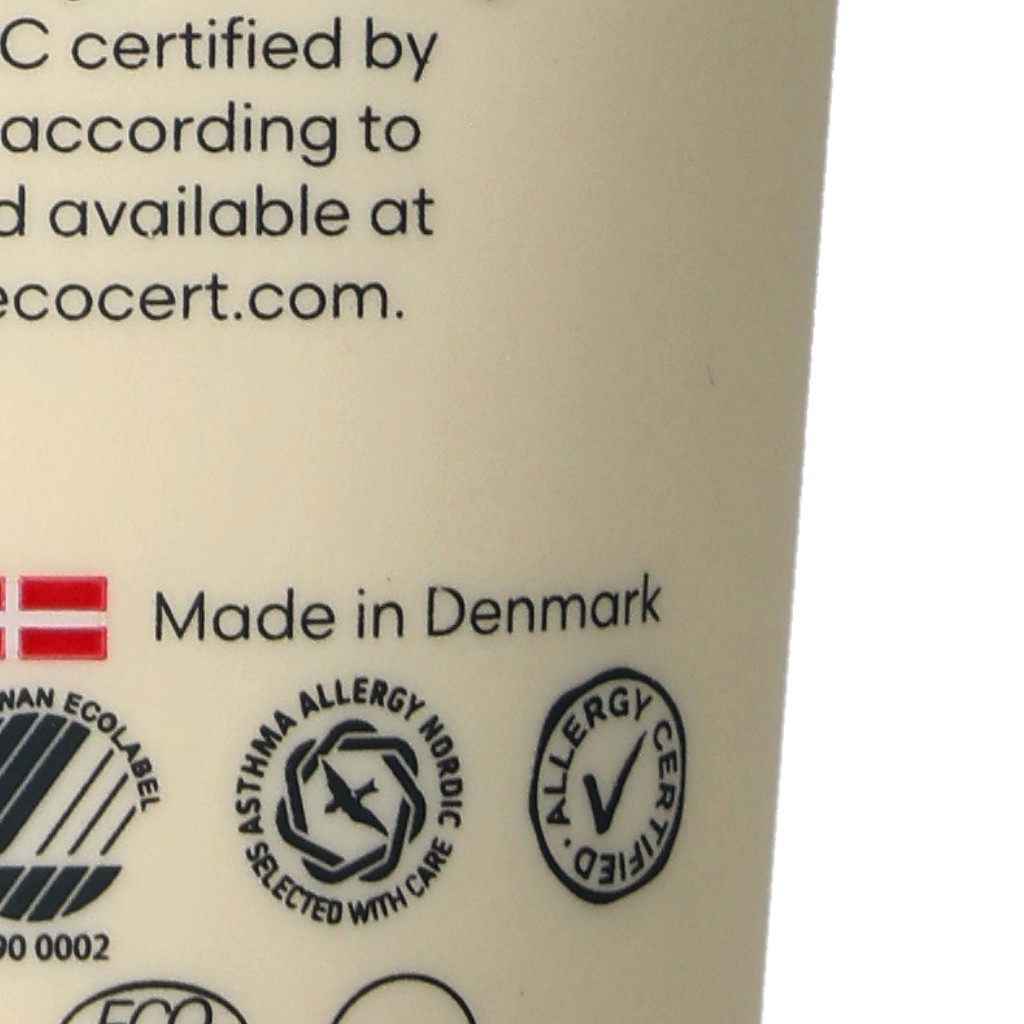 C certified by
according to
d available at
ecocert.com.
Made in Denmark
NAN ECOLABEL
90 0002
ASTHMA ALLERGY NORDIC
SELECTED WITH CARE
ALLERGY CERTIFIED ·
ECO